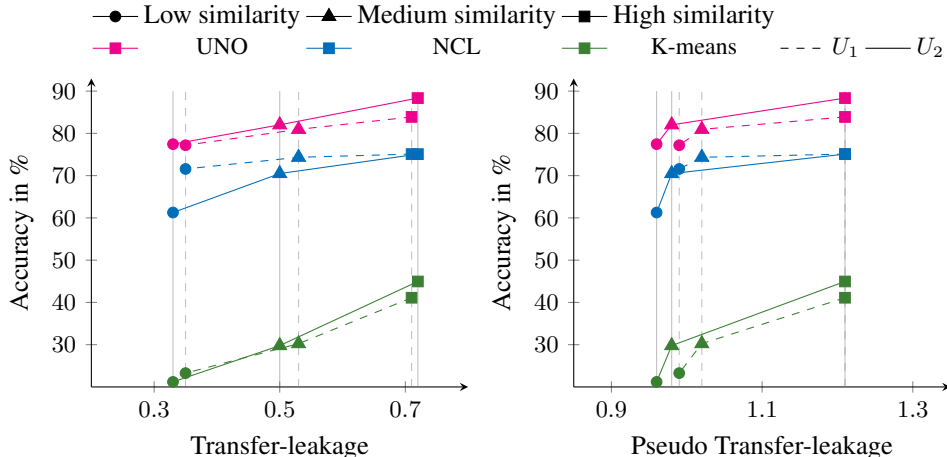 Low similarity Medium similarity High similarity
UNO NCL K-means U₁ U₂
90
80
70
60
50
40
30
0.3 0.5 0.7
Accuracy in %
Transfer-leakage
90
80
70
60
50
40
30
0.9 1.1 1.3
Accuracy in %
Pseudo Transfer-leakage